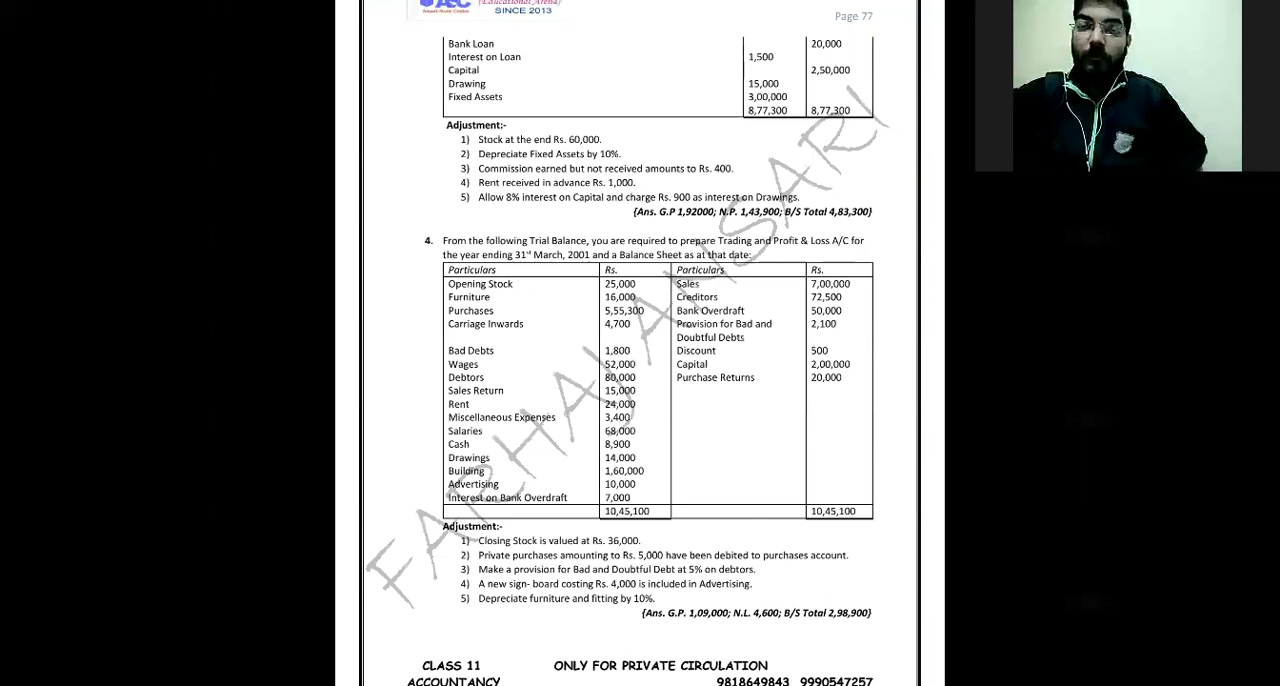 (Educational Arena)
SINCE 2013
Page 77
Bank Loan 20,000
Interest on Loan 1,500
Capital 2,50,000
Drawing 15,000
Fixed Assets 3,00,000
8,77,300 8,77,300
Adjustment:-
1) Stock at the end Rs. 60,000.
2) Depreciate Fixed Assets by 10%.
3) Commission earned but not received amounts to Rs. 400.
4) Rent received in advance Rs. 1,000.
5) Allow 8% interest on Capital and charge Rs. 900 as interest on Drawings.
{Ans. G.P 1,92000; N.P. 1,43,900; B/S Total 4,83,300}
4. From the following Trial Balance, you are required to prepare Trading and Profit & Loss A/C for
the year ending 31st March, 2001 and a Balance Sheet as at that date:
Particulars Rs. Particulars Rs.
Opening Stock 25,000 Sales 7,00,000
Furniture 16,000 Creditors 72,500
Purchases 5,55,300 Bank Overdraft 50,000
Carriage Inwards 4,700 Provision for Bad and 2,100
Doubtful Debts
Bad Debts 1,800 Discount 500
Wages 52,000 Capital 2,00,000
Debtors 80,000 Purchase Returns 20,000
Sales Return 15,000
Rent 24,000
Miscellaneous Expenses 3,400
Salaries 68,000
Cash 8,900
Drawings 14,000
Building 1,60,000
Advertising 10,000
Interest on Bank Overdraft 7,000
10,45,100 10,45,100
Adjustment:-
1) Closing Stock is valued at Rs. 36,000.
2) Private purchases amounting to Rs. 5,000 have been debited to purchases account.
3) Make a provision for Bad and Doubtful Debt at 5% on debtors.
4) A new sign- board costing Rs. 4,000 is included in Advertising.
5) Depreciate furniture and fitting by 10%.
{Ans. G.P. 1,09,000; N.L. 4,600; B/S Total 2,98,900}
FARHAJ ANSARI
CLASS 11 ONLY FOR PRIVATE CIRCULATION
ACCOUNTANCY 9818649843 9990547257